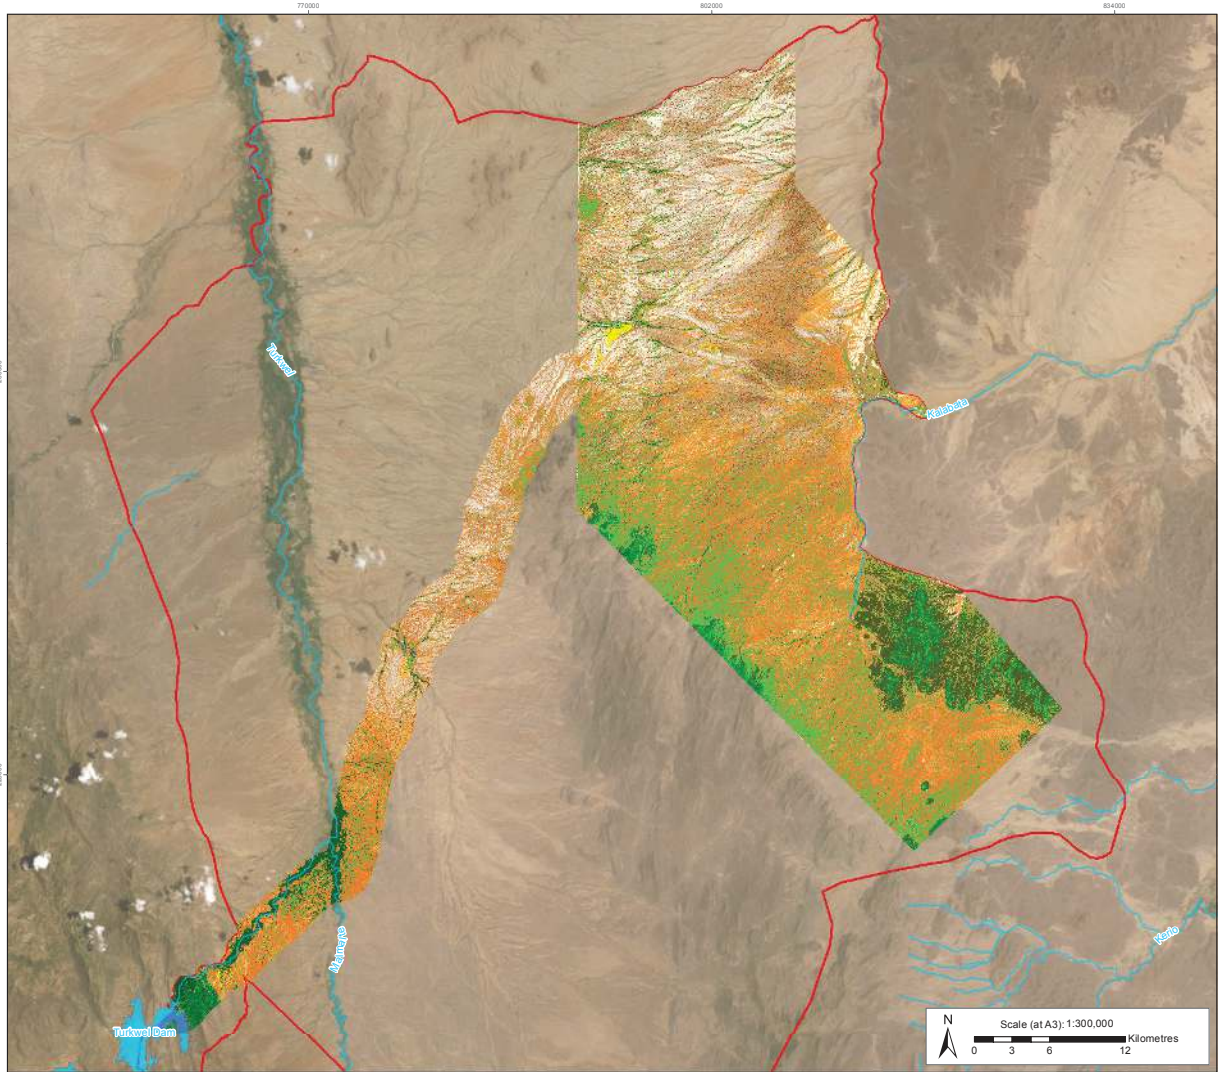 770000
802000
834000
Turkwel
Kalabata
Malmalte
Kerio
Turkwel Dam
N
Scale (at A3): 1:300,000
Kilometres
0 3 6 12